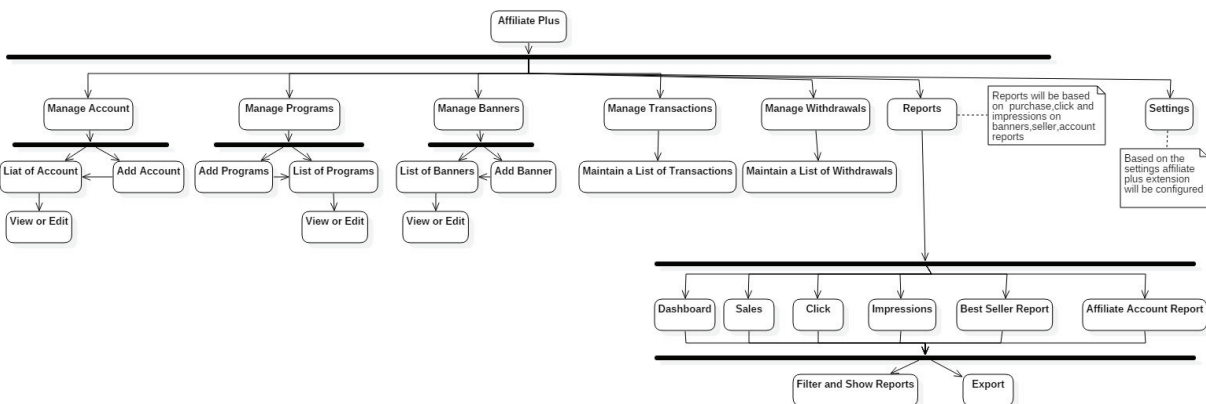 Affiliate Plus
Manage Account
Manage Programs
Manage Banners
Manage Transactions
Manage Withdrawals
Reports
Reports will be based
on purchase,click and
impressions on
banners,seller,account
reports
Settings
Liat of Account
Add Account
Add Programs
List of Programs
List of Banners
Add Banner
Maintain a List of Transactions
Maintain a List of Withdrawals
Based on the
settings affiliate
plus extension
will be configured
View or Edit
View or Edit
View or Edit
Dashboard
Sales
Click
Impressions
Best Seller Report
Affiliate Account Report
Filter and Show Reports
Export